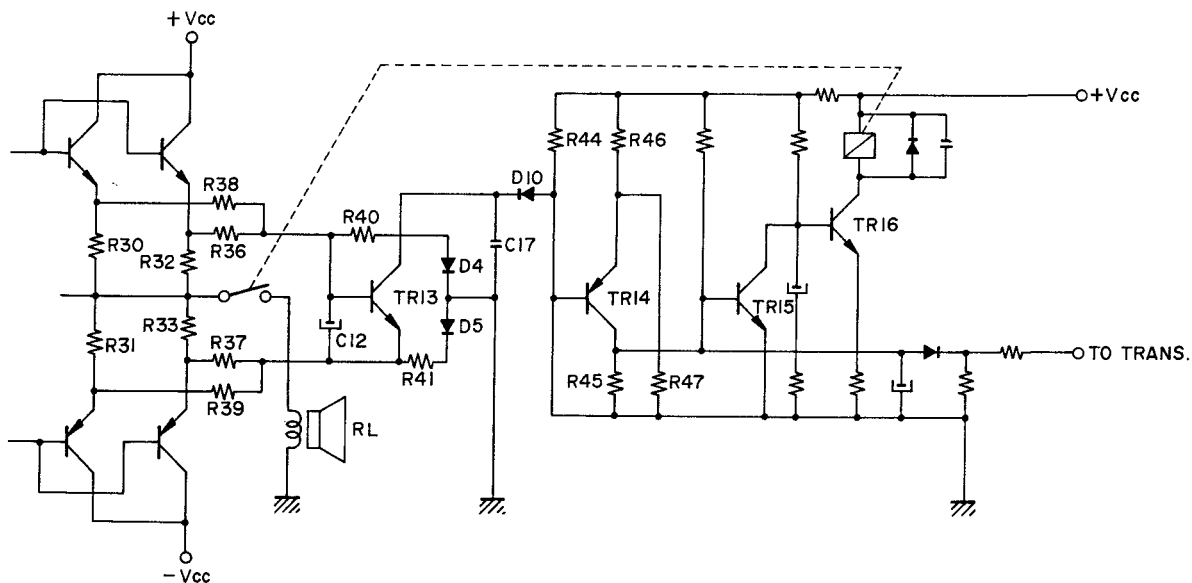 +Vcc
+Vcc
R38
R44
R46
D10
R40
R36
R30
R32
C17
D4
TR16
TR13
TR14
TR15
D5
R33
R31
R37
C12
R41
R39
R45
R47
TO TRANS.
RL
-Vcc